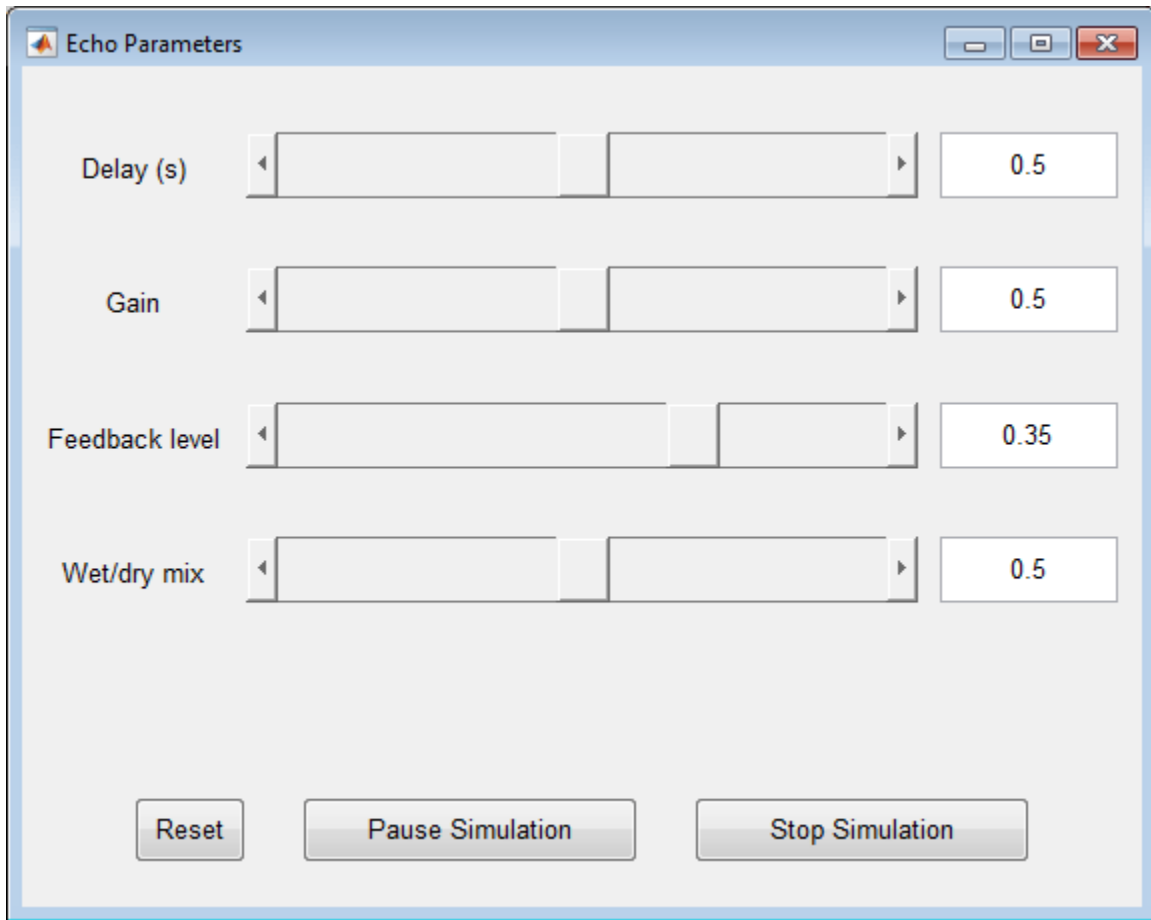 Echo Parameters
Delay (s) 0.5
Gain 0.5
Feedback level 0.35
Wet/dry mix 0.5
Reset Pause Simulation Stop Simulation